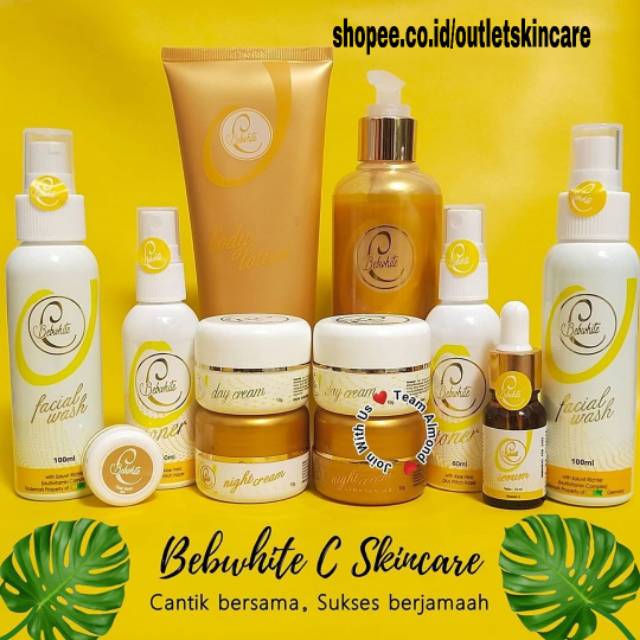 shopee.co.id/outletskincare
Bebwhite
C
body
lotion
Bebwhite
C
Bebwhite
C
facial
wash
100ml
Bebwhite
C
toner
Bebwhite
day cream
night cream
day cream
night cream
Join With Us Team Almond
Bebwhite
C
toner
60ml
serum
Bebwhite
C
facial
wash
100ml
Bebwhite C Skincare
Cantik bersama, Sukses berjamaah